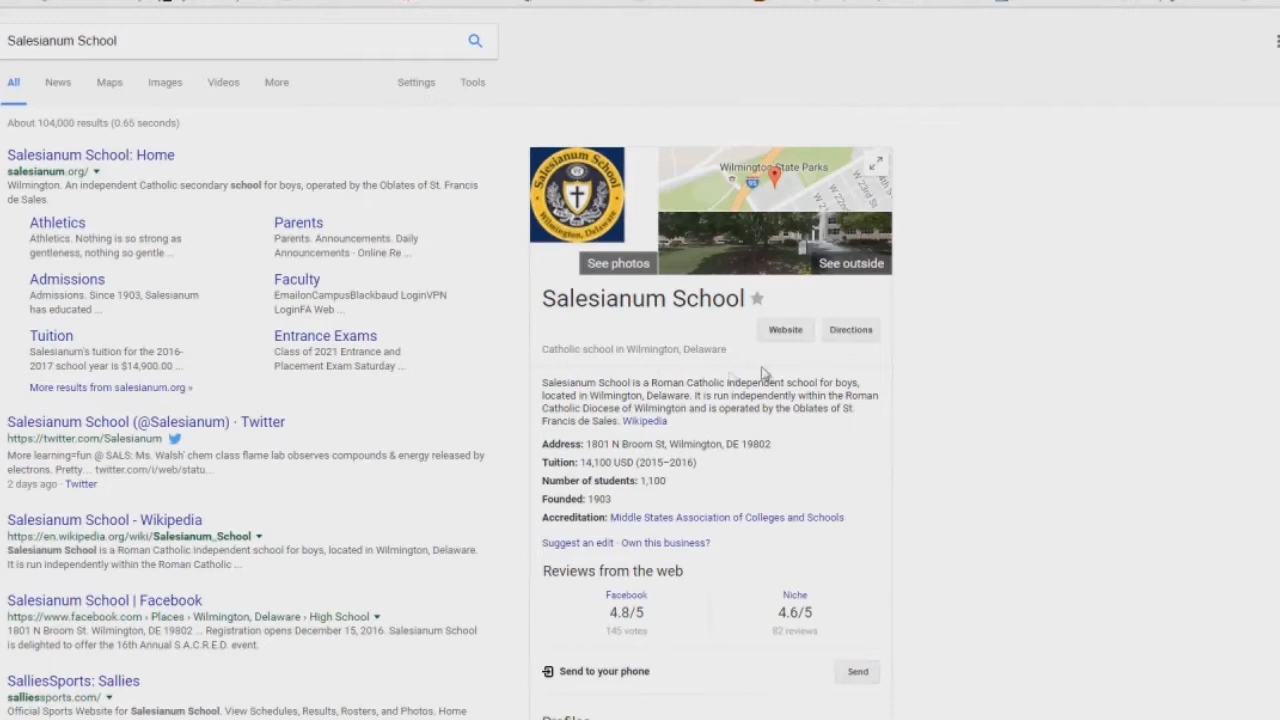 Salesianum School
All
News
Maps
Images
Videos
More
Settings
Tools
About 104,000 results (0.65 seconds)
Salesianum School: Home
salesianum.org/
Wilmington. An independent Catholic secondary school for boys, operated by the Oblates of St. Francis
de Sales.
Athletics
Athletics. Nothing is so strong as
gentleness, nothing so gentle ...
Parents
Parents. Announcements. Daily
Announcements · Online Re ...
Admissions
Admissions. Since 1903, Salesianum
has educated ...
Faculty
EmailonCampusBlackbaud LoginVPN
LoginFA Web ...
Tuition
Salesianum's tuition for the 2016-
2017 school year is $14,900.00 ...
Entrance Exams
Class of 2021 Entrance and
Placement Exam Saturday ...
More results from salesianum.org »
Salesianum School (@Salesianum) · Twitter
https://twitter.com/Salesianum
More learning=fun @ SALS: Ms. Walsh' chem class flame lab observes compounds & energy released by
electrons. Pretty... twitter.com/i/web/statu...
2 days ago · Twitter
Salesianum School - Wikipedia
https://en.wikipedia.org/wiki/Salesianum_School
Salesianum School is a Roman Catholic independent school for boys, located in Wilmington, Delaware.
It is run independently within the Roman Catholic ...
Salesianum School | Facebook
https://www.facebook.com › Places › Wilmington, Delaware › High School
1801 N Broom St. Wilmington, DE 19802 ... Registration opens December 15, 2016. Salesianum School
is delighted to offer the 16th Annual S.A.C.R.E.D. event.
SalliesSports: Sallies
salliessports.com/
Official Sports Website for Salesianum School. View Schedules, Results, Rosters, and Photos. Home
Salesianum School
Wilmington, Delaware
See photos
Wilmington State Parks
95
W 23rd St
W 22nd
W 2
4th S
See outside
Salesianum School
Website
Directions
Catholic school in Wilmington, Delaware
Salesianum School is a Roman Catholic independent school for boys,
located in Wilmington, Delaware. It is run independently within the Roman
Catholic Diocese of Wilmington and is operated by the Oblates of St.
Francis de Sales. Wikipedia
Address: 1801 N Broom St, Wilmington, DE 19802
Tuition: 14,100 USD (2015–2016)
Number of students: 1,100
Founded: 1903
Accreditation: Middle States Association of Colleges and Schools
Suggest an edit · Own this business?
Reviews from the web
Facebook
4.8/5
145 votes
Niche
4.6/5
82 reviews
Send to your phone
Send
Profiles